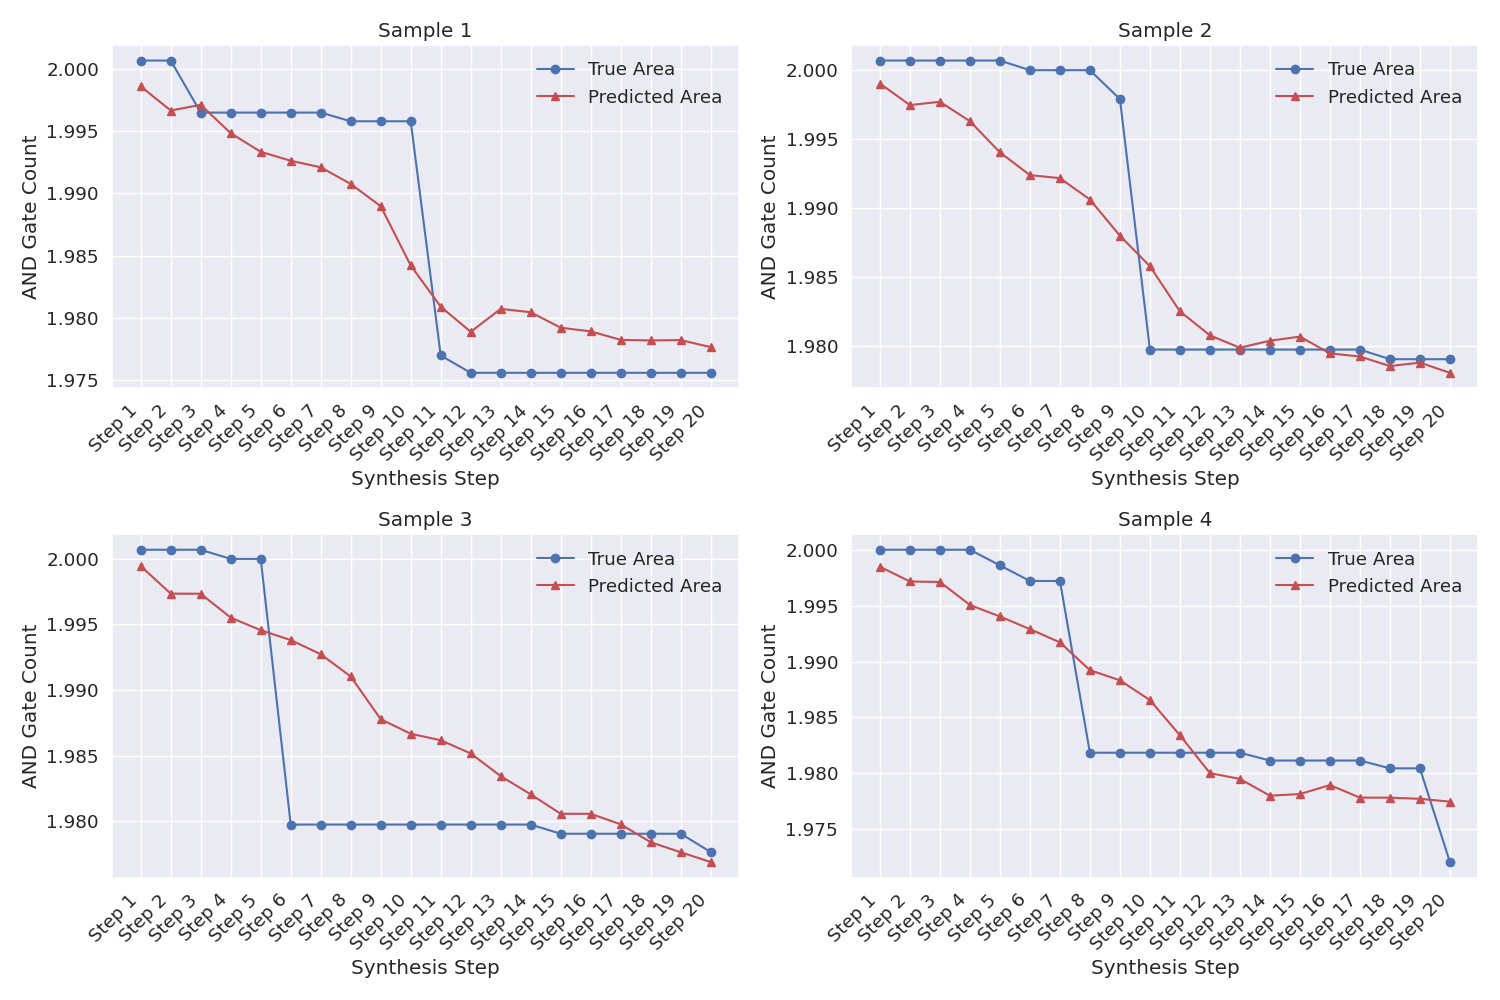 Sample 1
AND Gate Count
2.000
1.995
1.990
1.985
1.980
1.975
True Area
Predicted Area
Step 1
Step 2
Step 3
Step 4
Step 5
Step 6
Step 7
Step 8
Step 9
Step 10
Step 11
Step 12
Step 13
Step 14
Step 15
Step 16
Step 17
Step 18
Step 19
Step 20
Synthesis Step
Sample 2
AND Gate Count
2.000
1.995
1.990
1.985
1.980
True Area
Predicted Area
Step 1
Step 2
Step 3
Step 4
Step 5
Step 6
Step 7
Step 8
Step 9
Step 10
Step 11
Step 12
Step 13
Step 14
Step 15
Step 16
Step 17
Step 18
Step 19
Step 20
Synthesis Step
Sample 3
AND Gate Count
2.000
1.995
1.990
1.985
1.980
True Area
Predicted Area
Step 1
Step 2
Step 3
Step 4
Step 5
Step 6
Step 7
Step 8
Step 9
Step 10
Step 11
Step 12
Step 13
Step 14
Step 15
Step 16
Step 17
Step 18
Step 19
Step 20
Synthesis Step
Sample 4
AND Gate Count
2.000
1.995
1.990
1.985
1.980
1.975
True Area
Predicted Area
Step 1
Step 2
Step 3
Step 4
Step 5
Step 6
Step 7
Step 8
Step 9
Step 10
Step 11
Step 12
Step 13
Step 14
Step 15
Step 16
Step 17
Step 18
Step 19
Step 20
Synthesis Step